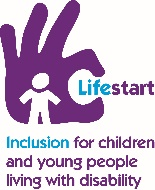 Lifestart
Inclusion for children
and young people
living with disability